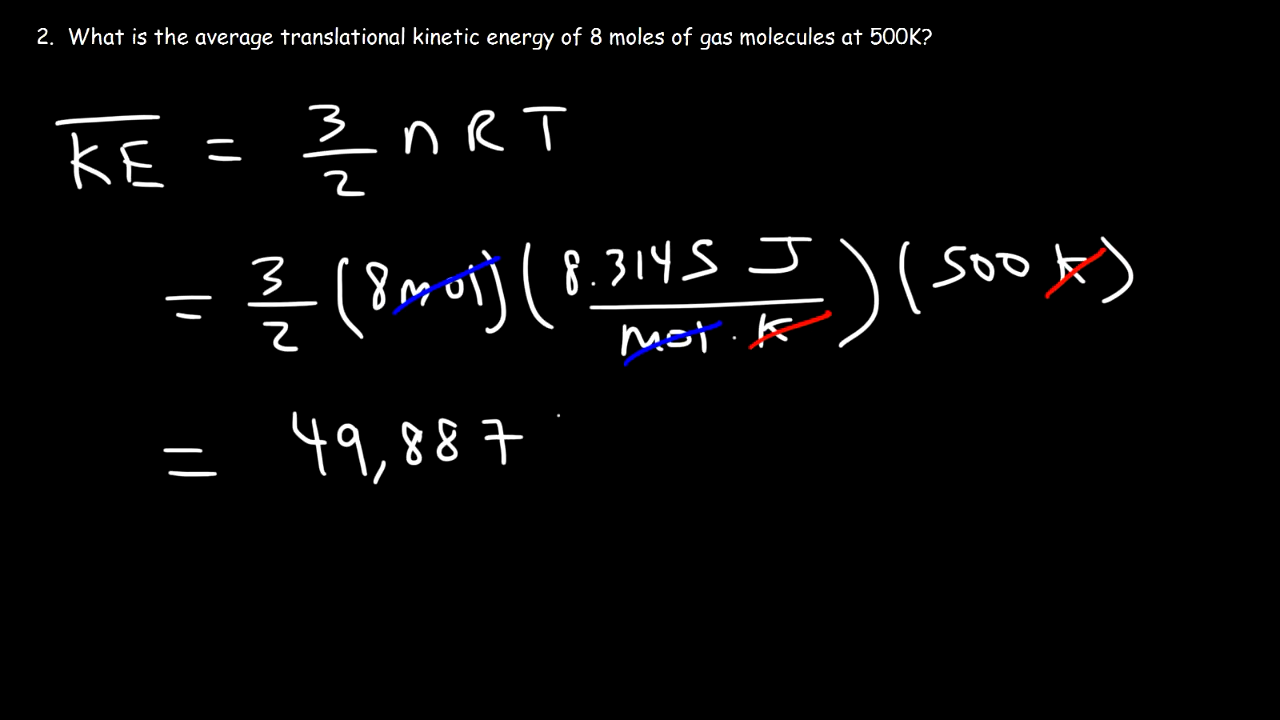 2. What is the average translational kinetic energy of 8 moles of gas molecules at 500K?
KE = 3/2 n R T
= 3/2 (8 mol) (8.3145 J / mol · K) (500 K)
= 49,887